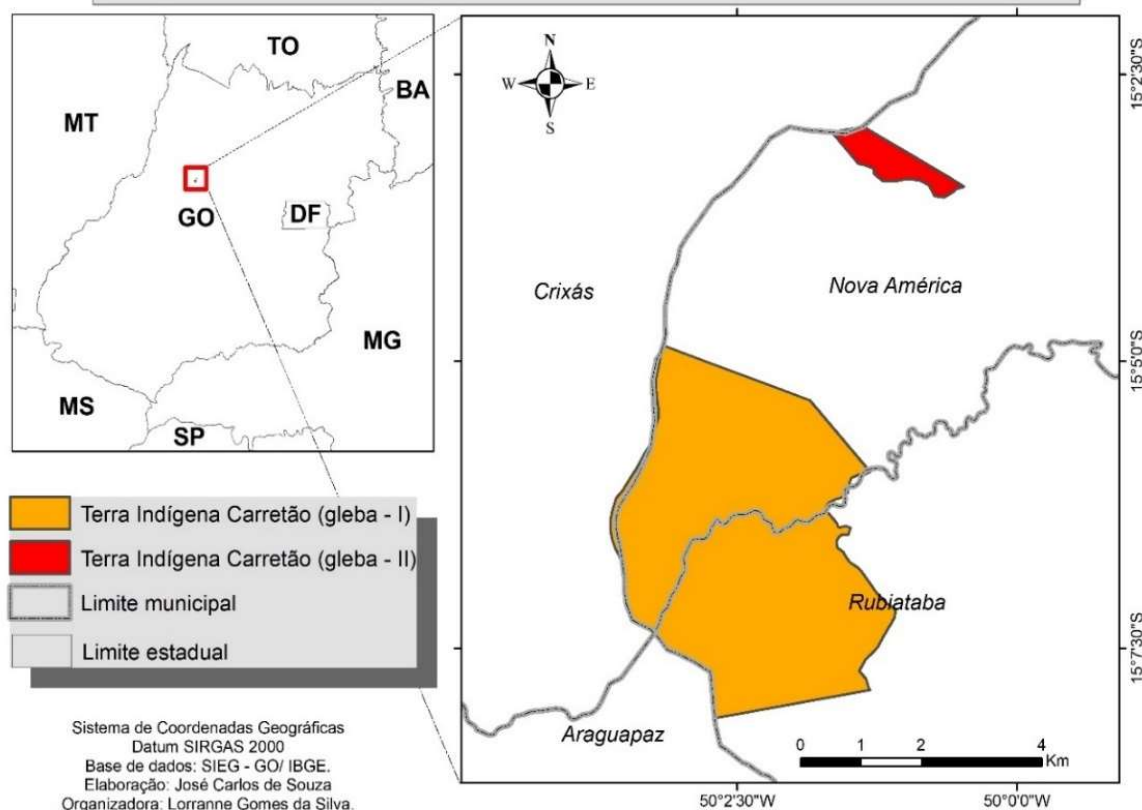 TO
BA
MT
GO
DF
MG
MS
SP
N
W
E
S
Crixás
Nova América
Rubiataba
Araguapaz
15°2'30"S
15°5'0"S
15°7'30"S
50°2'30"W
50°0'0"W
0 1 2 4
Km
Terra Indígena Carretão (gleba - I)
Terra Indígena Carretão (gleba - II)
Limite municipal
Limite estadual
Sistema de Coordenadas Geográficas
Datum SIRGAS 2000
Base de dados: SIEG - GO/ IBGE.
Elaboração: José Carlos de Souza
Organizadora: Lorranne Gomes da Silva.